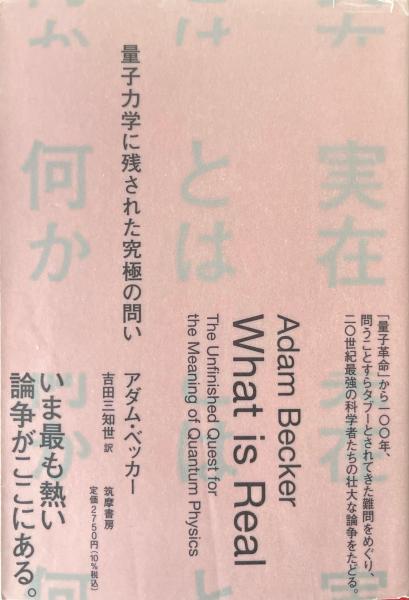 実在
とは
何か
量子力学に残された究極の問い
Adam Becker
What is Real
The Unfinished Quest for
the Meaning of Quantum Physics
アダム・ベッカー
吉田三知世 訳
筑摩書房
定価2750円(10%税込)
「量子革命」から一〇〇年、
問うことすらタブーとされてきた難問をめぐり、
二〇世紀最強の科学者たちの壮大な論争をたどる。
いま最も熱い
論争がここにある。